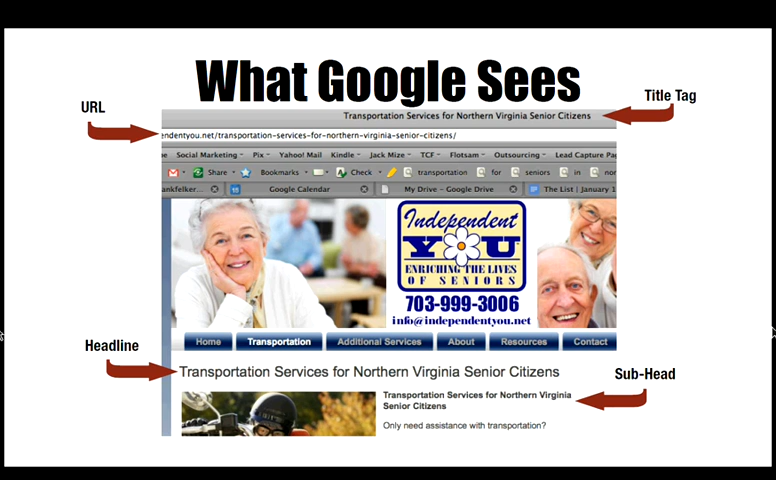 What Google Sees
URL
Title Tag
Transportation Services for Northern Virginia Senior Citizens
endentyou.net/transportation-services-for-northern-virginia-senior-citizens/
Social Marketing Pix Yahoo! Mail Kindle Jack Mize TCF Flotsam Outsourcing Lead Capture Pag
Share Bookmarks Check transportation for seniors in nor
ankfelker... Google Calendar My Drive – Google Drive The List | January 1
Independent
YOU
ENRICHING THE LIVES
OF SENIORS
703-999-3006
info@independentyou.net
Home Transportation Additional Services About Resources Contact
Headline
Transportation Services for Northern Virginia Senior Citizens
Sub-Head
Transportation Services for Northern Virginia
Senior Citizens
Only need assistance with transportation?